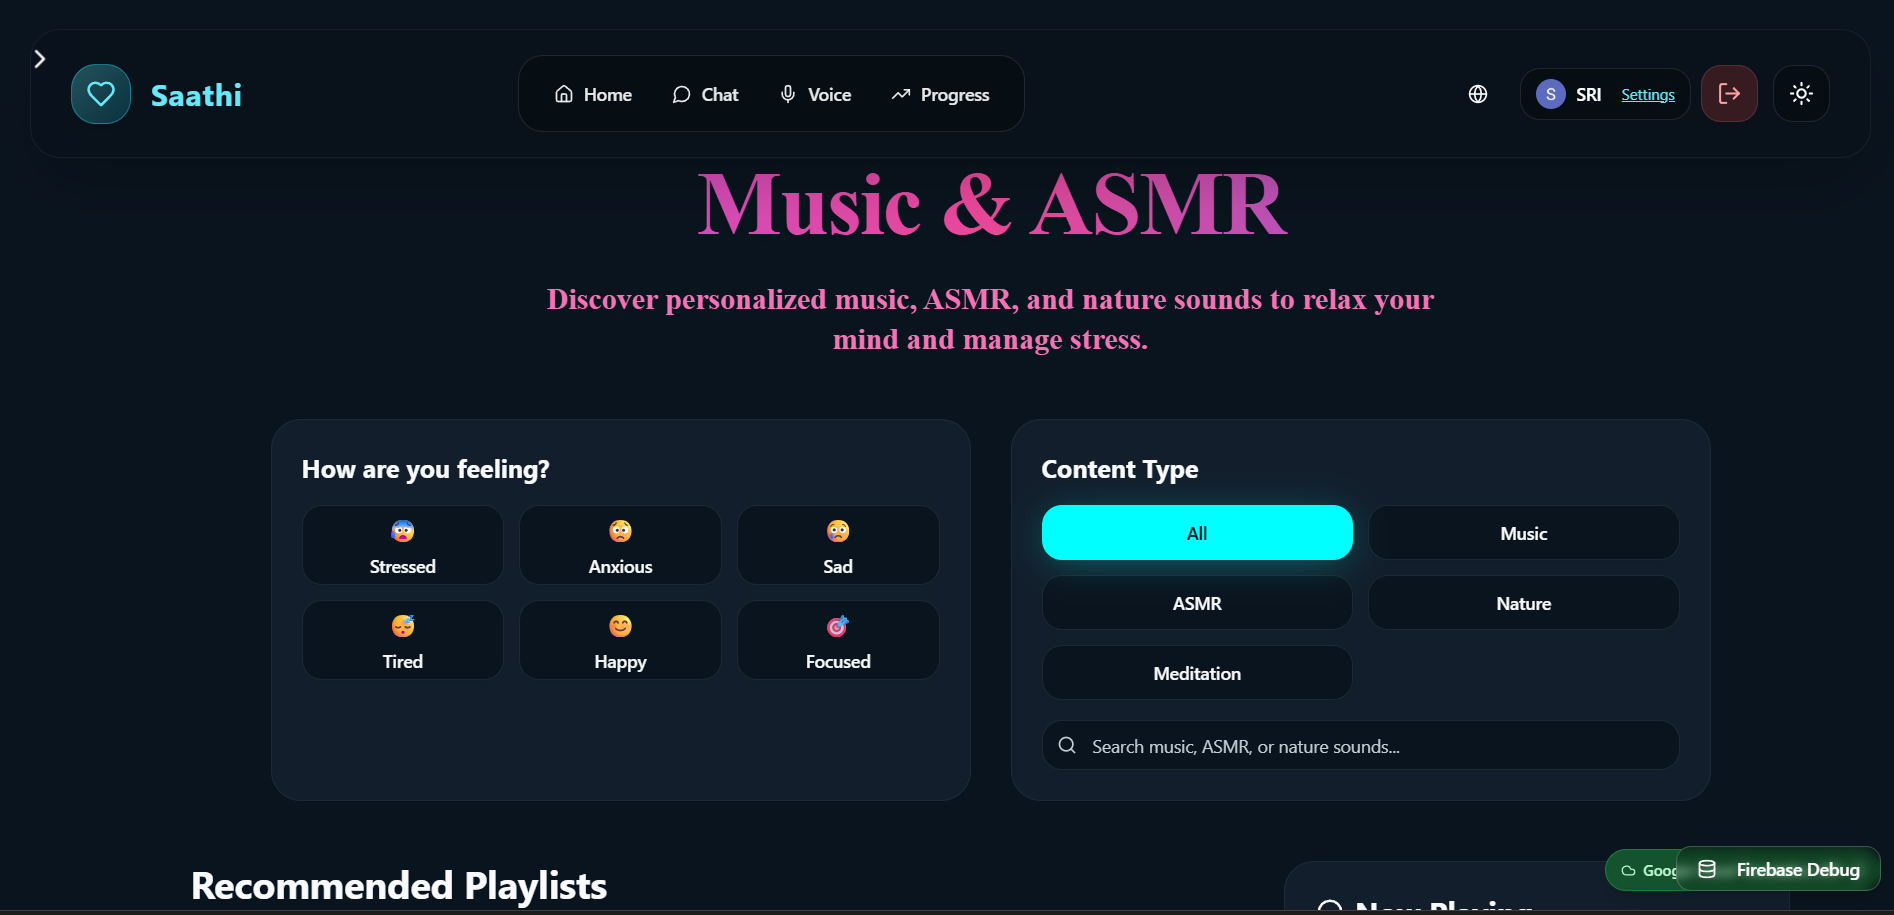 Saathi
Home
Chat
Voice
Progress
S
SRI
Settings
Music & ASMR
Discover personalized music, ASMR, and nature sounds to relax your
mind and manage stress.
How are you feeling?
Stressed
Anxious
Sad
Tired
Happy
Focused
Content Type
All
Music
ASMR
Nature
Meditation
Search music, ASMR, or nature sounds...
Recommended Playlists
Now Playing
Firebase Debug